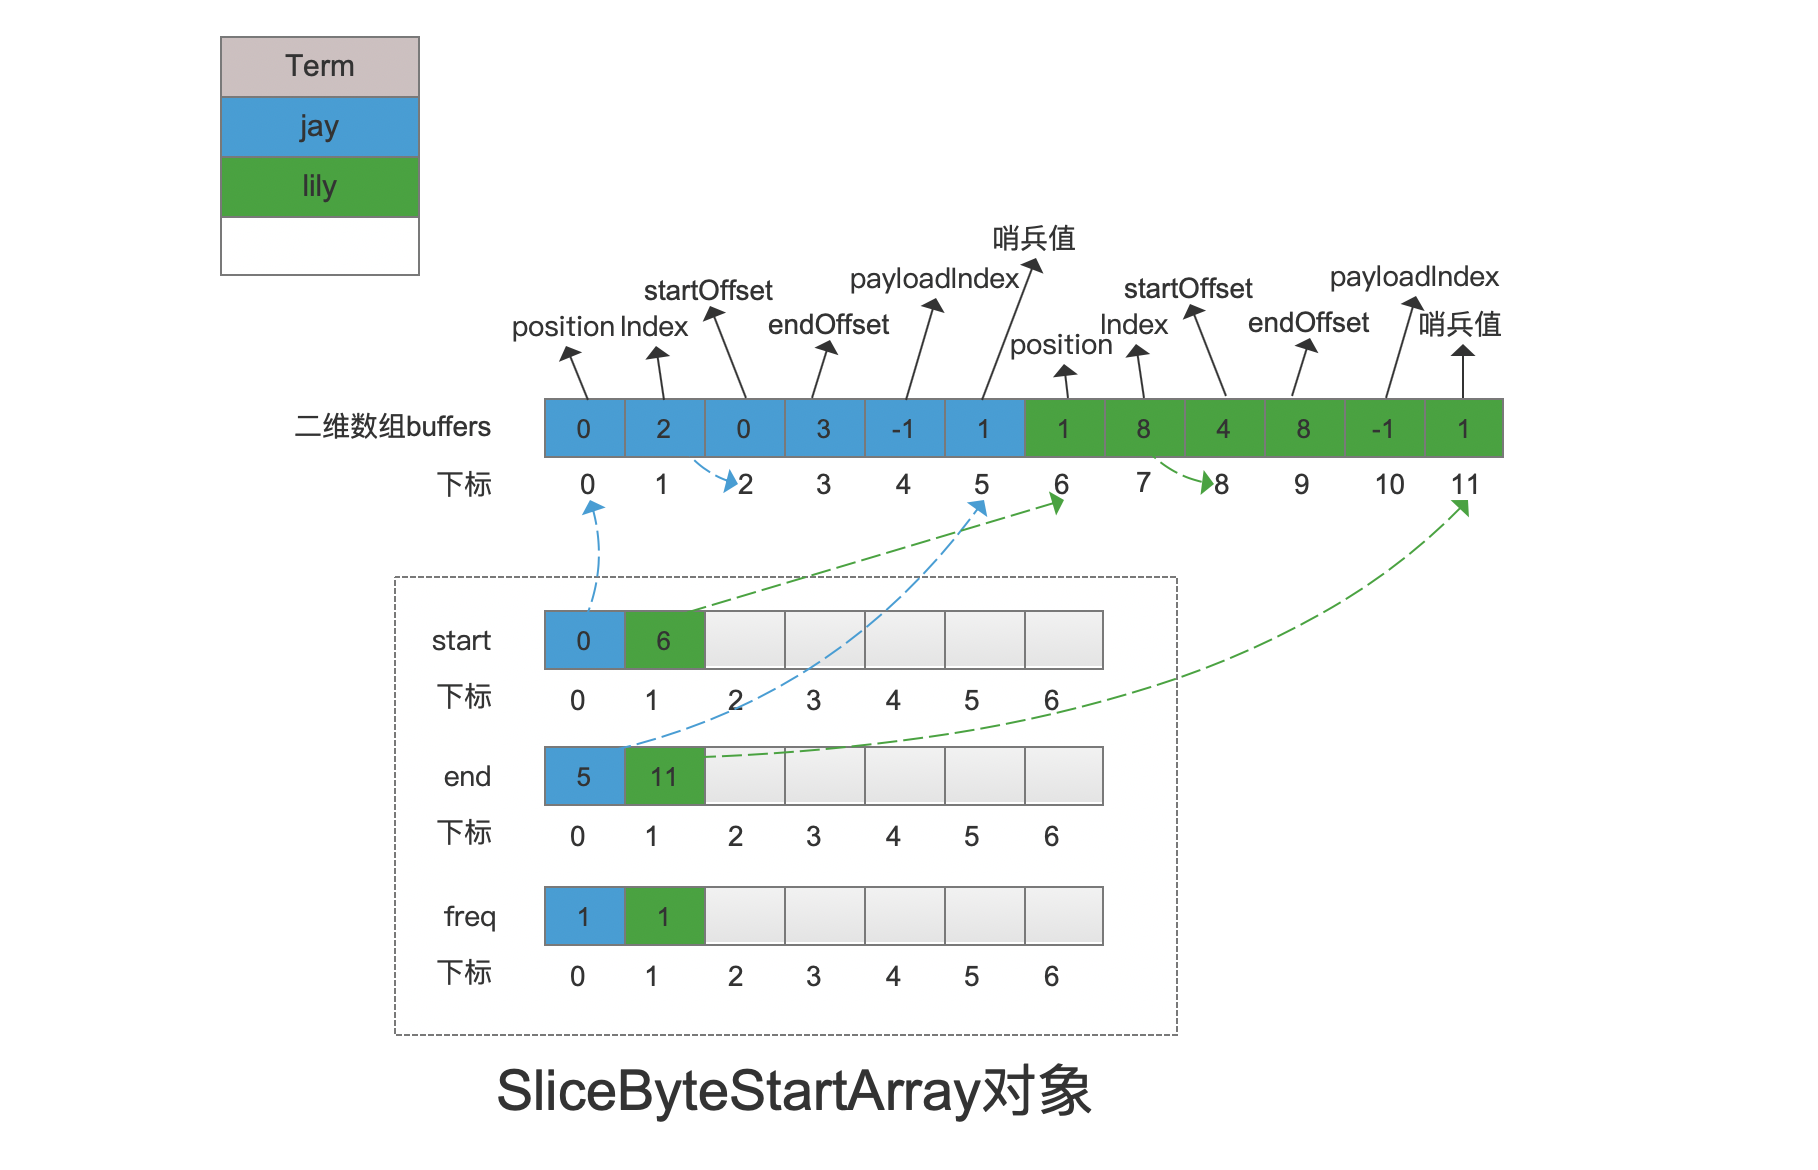 Term
jay
lily
哨兵值
position Index startOffset endOffset payloadIndex position Index startOffset endOffset payloadIndex 哨兵值
二维数组buffers 0 2 0 3 -1 1 1 8 4 8 -1 1
下标 0 1 2 3 4 5 6 7 8 9 10 11
start 0 6
下标 0 1 2 3 4 5 6
end 5 11
下标 0 1 2 3 4 5 6
freq 1 1
下标 0 1 2 3 4 5 6
SliceByteStartArray对象